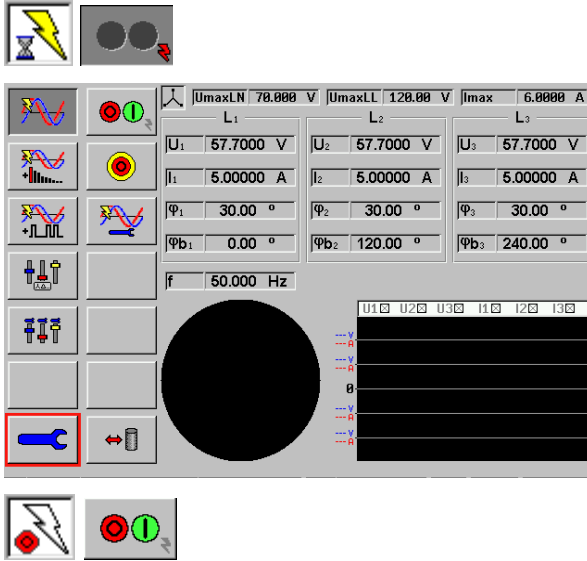 UmaxLN 70.000 V UmaxLL 120.00 V Imax 6.0000 A
L1 L2 L3
U1 57.7000 V U2 57.7000 V U3 57.7000 V
I1 5.00000 A I2 5.00000 A I3 5.00000 A
φ1 30.00 º φ2 30.00 º φ3 30.00 º
φb1 0.00 º φb2 120.00 º φb3 240.00 º
f 50.000 Hz
U1 U2 U3 I1 I2 I3
--- V
--- A
--- V
--- A
0
--- V
--- A
--- V
--- A